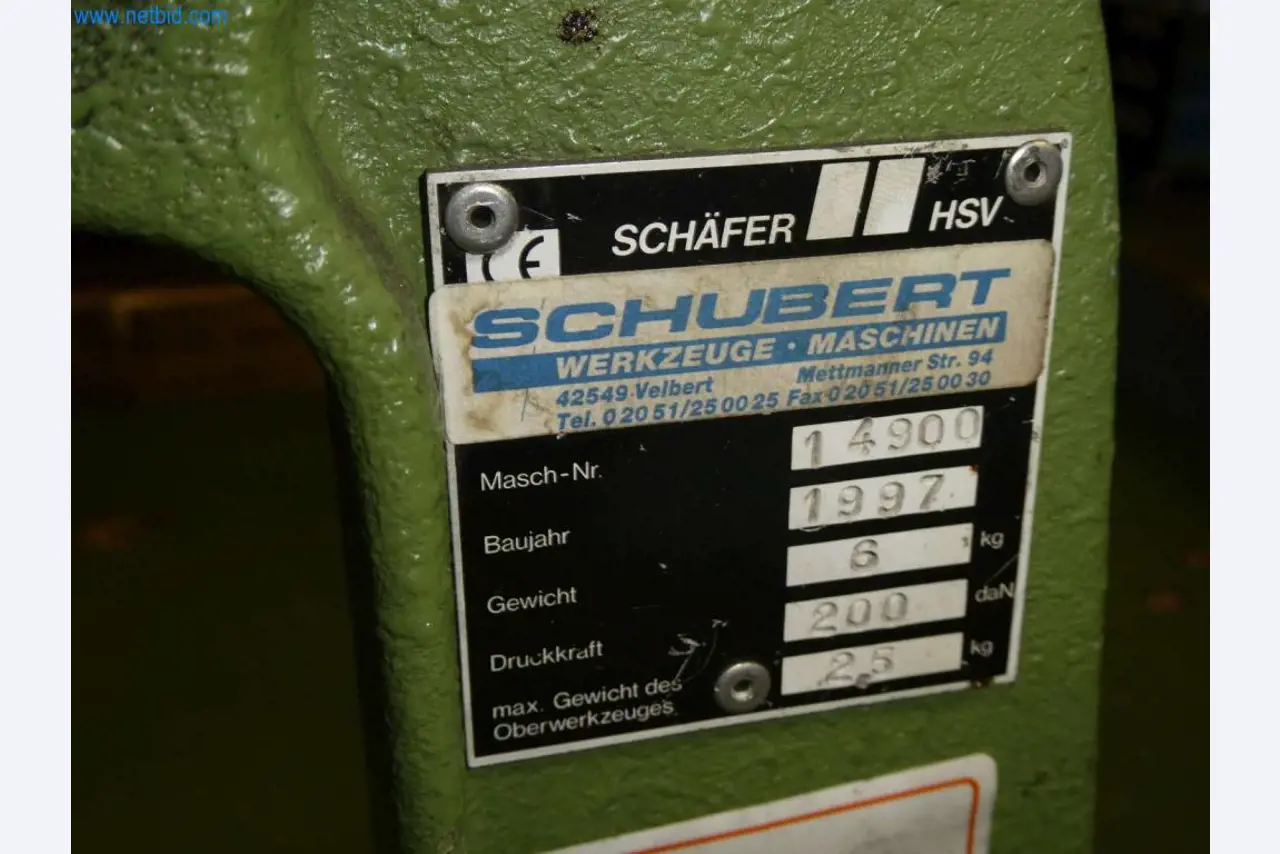 www.netbid.com
SCHÄFER HSV
CE
SCHUBERT
WERKZEUGE · MASCHINEN
42549 Velbert Mettmanner Str. 94
Tel. 0 20 51/25 00 25 Fax 0 20 51/25 00 30
Masch-Nr. 14900
Baujahr 1997
Gewicht 6 kg
Druckkraft 200 daN
max. Gewicht des
Oberwerkzeuges 2,5 kg